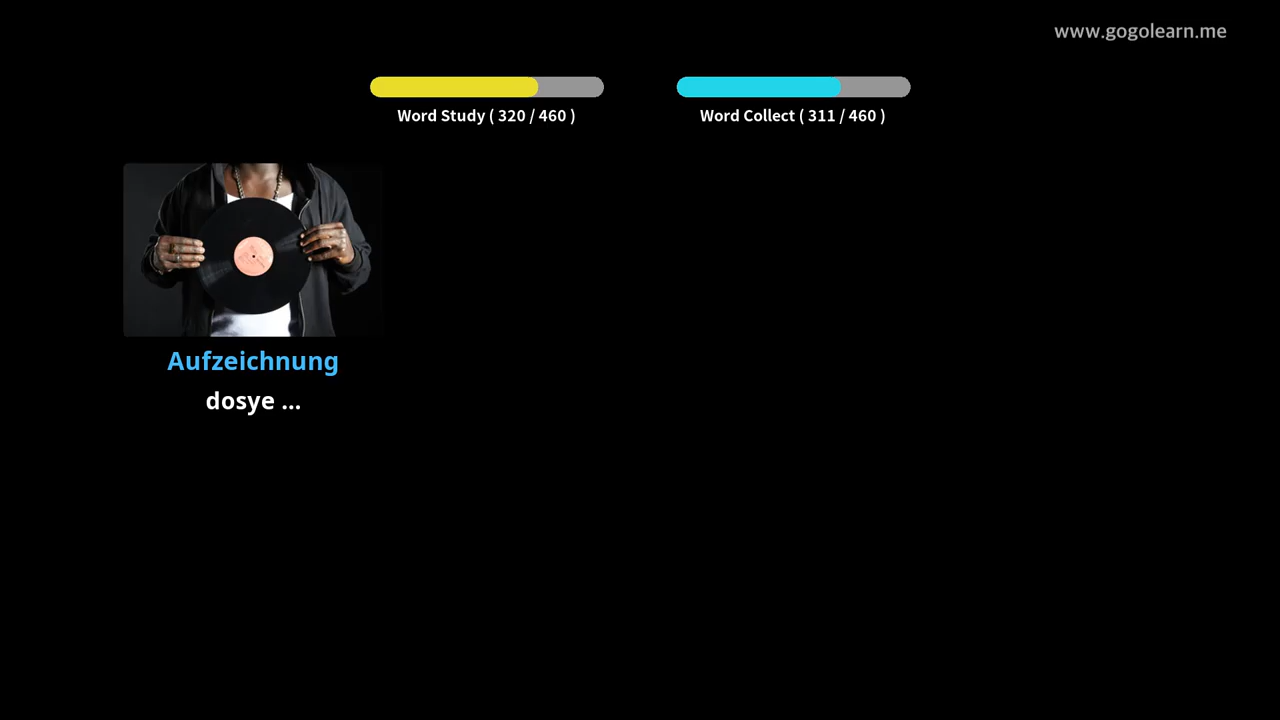 www.gogolearn.me
Word Study ( 320 / 460 )
Word Collect ( 311 / 460 )
Aufzeichnung
dosye ...